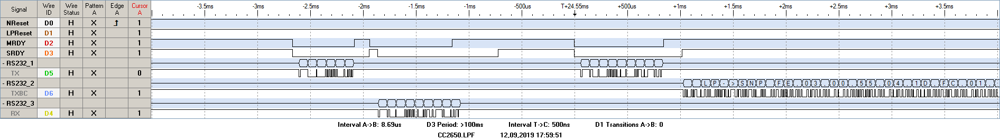 Signal Wire ID Wire Status Pattern A Edge A Cursor A -3.5ms -3ms -2.5ms -2ms -1.5ms -1ms -500ms T+24.55ms +500ms +1ms +1.5ms +2ms +2.5ms +3ms +3.5ms
NReset D0 H X 1
LPReset D1 H X 1
MRDY D2 H X 1
SRDY D3 H X 1
- RS232_1
TX D5 H X 0
- RS232_2 L P - > S N P F E . 0 3 . 0 0 . 5 5 . 0 4 . 1 D . F C . 0 1 .
TXBC D6 H X 1
- RS232_3
RX D4 H X 1
Interval A->B: 8.69us D3 Period: >100ms Interval T->C: 500ns D1 Transitions A->B: 0
CC2650.LPF 12,09,2019 17:59:51